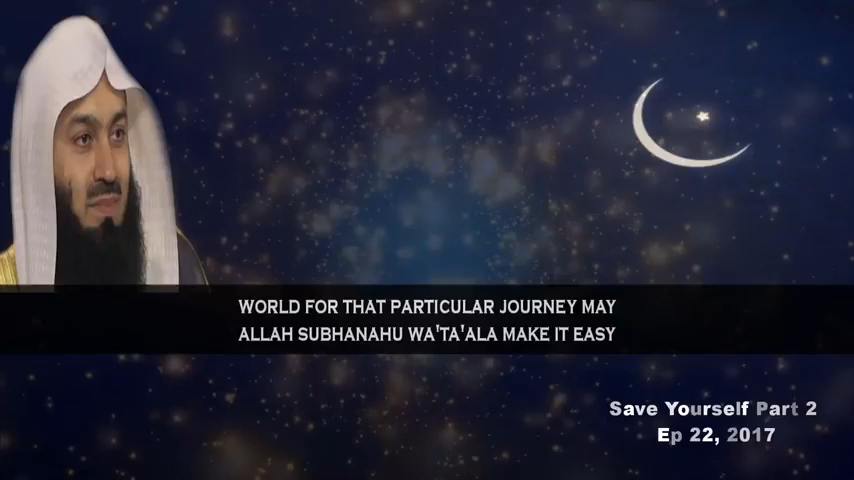 WORLD FOR THAT PARTICULAR JOURNEY MAY
ALLAH SUBHANAHU WA'TA'ALA MAKE IT EASY
Save Yourself Part 2
Ep 22, 2017